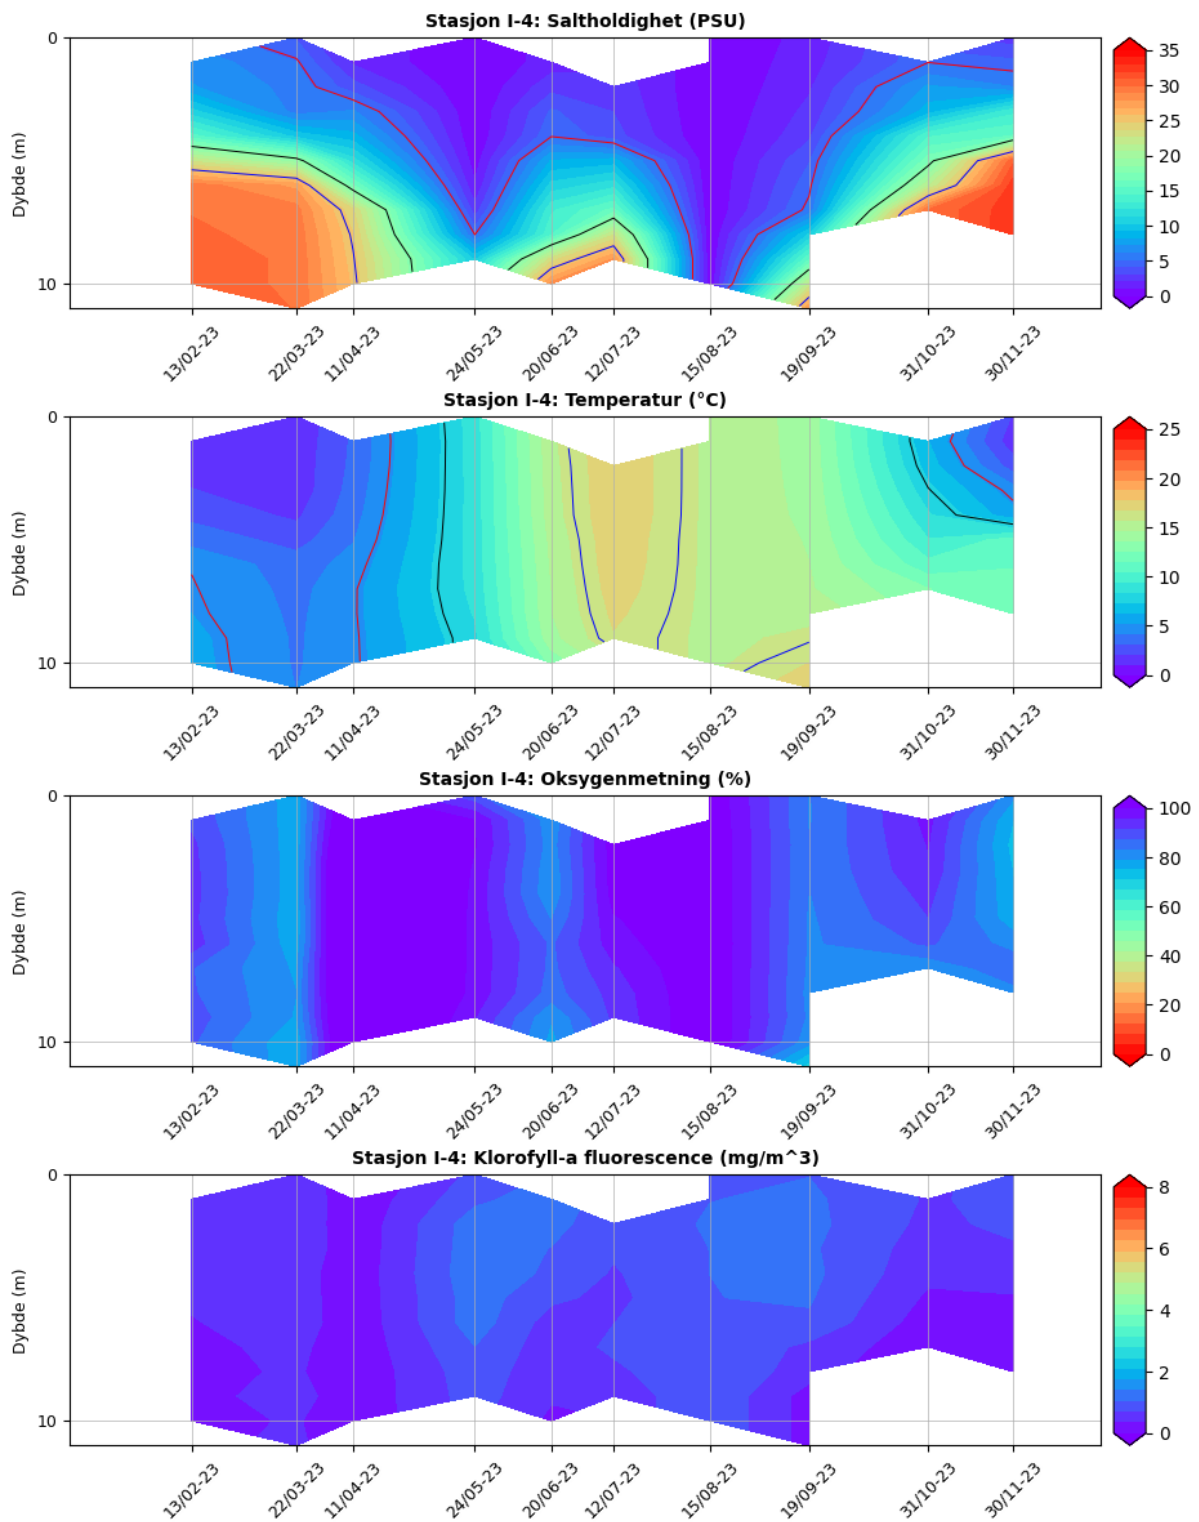 Stasjon I-4: Saltholdighet (PSU)
Dybde (m)
0
10
13/02-23 22/03-23 11/04-23 24/05-23 20/06-23 12/07-23 15/08-23 19/09-23 31/10-23 30/11-23
35
30
25
20
15
10
5
0
Stasjon I-4: Temperatur (°C)
Dybde (m)
0
10
13/02-23 22/03-23 11/04-23 24/05-23 20/06-23 12/07-23 15/08-23 19/09-23 31/10-23 30/11-23
25
20
15
10
5
0
Stasjon I-4: Oksygenmetning (%)
Dybde (m)
0
10
13/02-23 22/03-23 11/04-23 24/05-23 20/06-23 12/07-23 15/08-23 19/09-23 31/10-23 30/11-23
100
80
60
40
20
0
Stasjon I-4: Klorofyll-a fluorescence (mg/m^3)
Dybde (m)
0
10
13/02-23 22/03-23 11/04-23 24/05-23 20/06-23 12/07-23 15/08-23 19/09-23 31/10-23 30/11-23
8
6
4
2
0